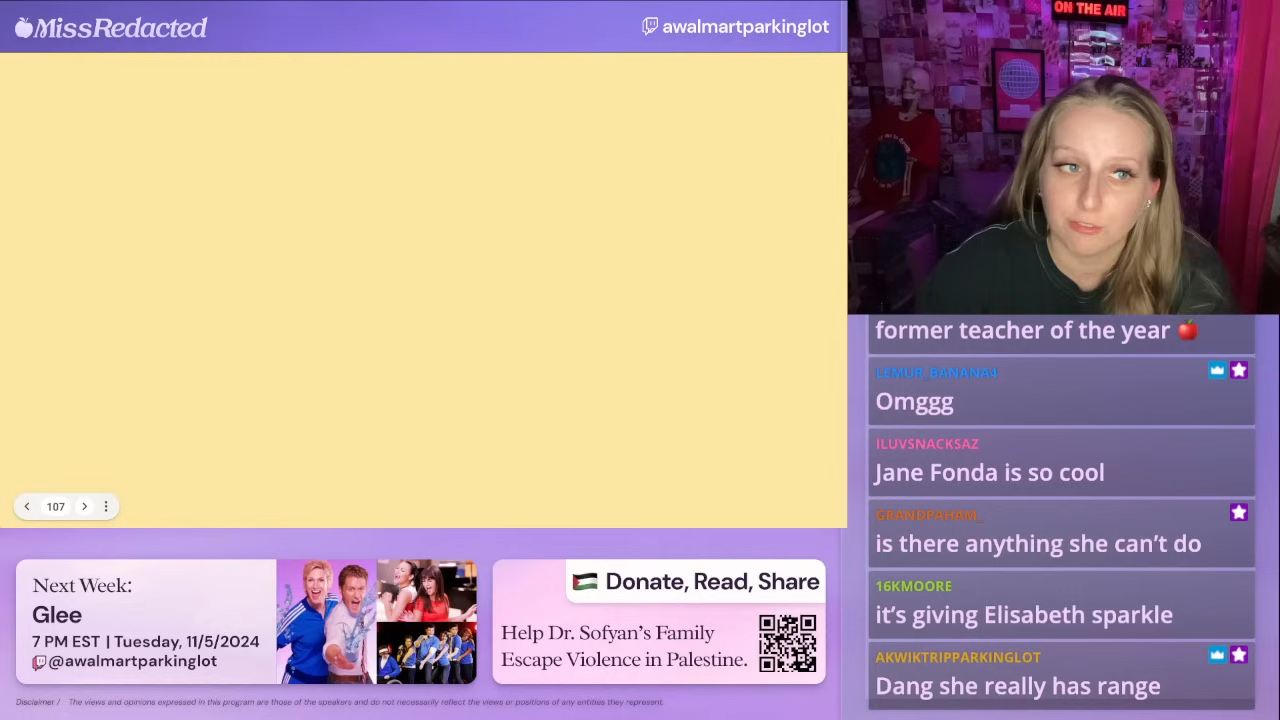 MissRedacted
awalmartparkinglot
ON THE AIR
former teacher of the year
LEMUR_BANANA4
Omggg
ILUVSNACKSAZ
Jane Fonda is so cool
GRANDPAHAM_
is there anything she can’t do
16KMOORE
it’s giving Elisabeth sparkle
AKWIKTRIPPARKINGLOT
Dang she really has range
107
Next Week:
Glee
7 PM EST | Tuesday, 11/5/2024
@awalmartparkinglot
Donate, Read, Share
Help Dr. Sofyan’s Family
Escape Violence in Palestine.
Disclaimer / The views and opinions expressed in this program are those of the speakers and do not necessarily reflect the views or positions of any entities they represent.